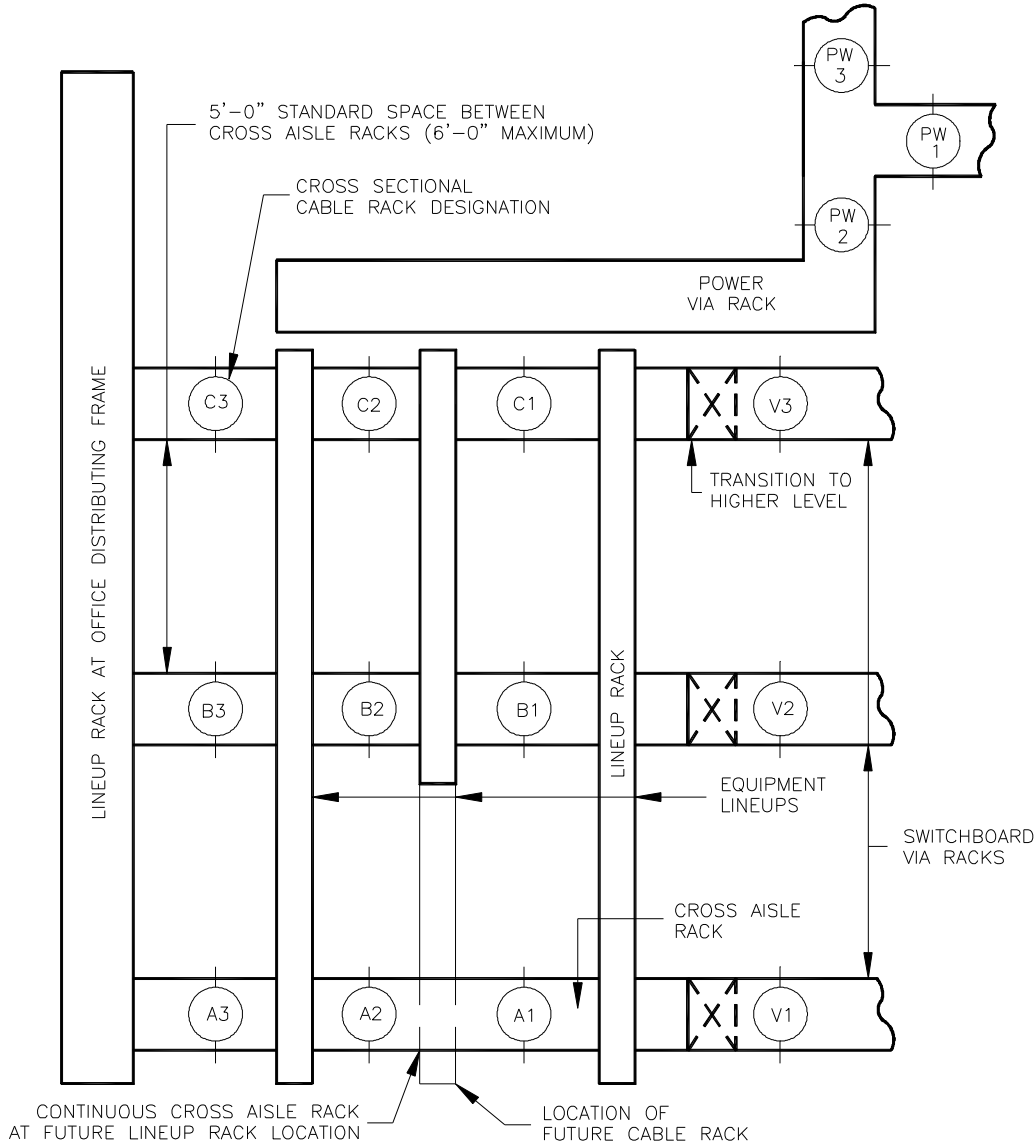 PW
3
5'-0" STANDARD SPACE BETWEEN
CROSS AISLE RACKS (6'-0" MAXIMUM)
PW
1
CROSS SECTIONAL
CABLE RACK DESIGNATION
PW
2
POWER
VIA RACK
LINEUP RACK AT OFFICE DISTRIBUTING FRAME
C3
C2
C1
X
V3
TRANSITION TO
HIGHER LEVEL
LINEUP RACK
B3
B2
B1
X
V2
EQUIPMENT
LINEUPS
SWITCHBOARD
VIA RACKS
CROSS AISLE
RACK
A3
A2
A1
X
V1
CONTINUOUS CROSS AISLE RACK
AT FUTURE LINEUP RACK LOCATION
LOCATION OF
FUTURE CABLE RACK